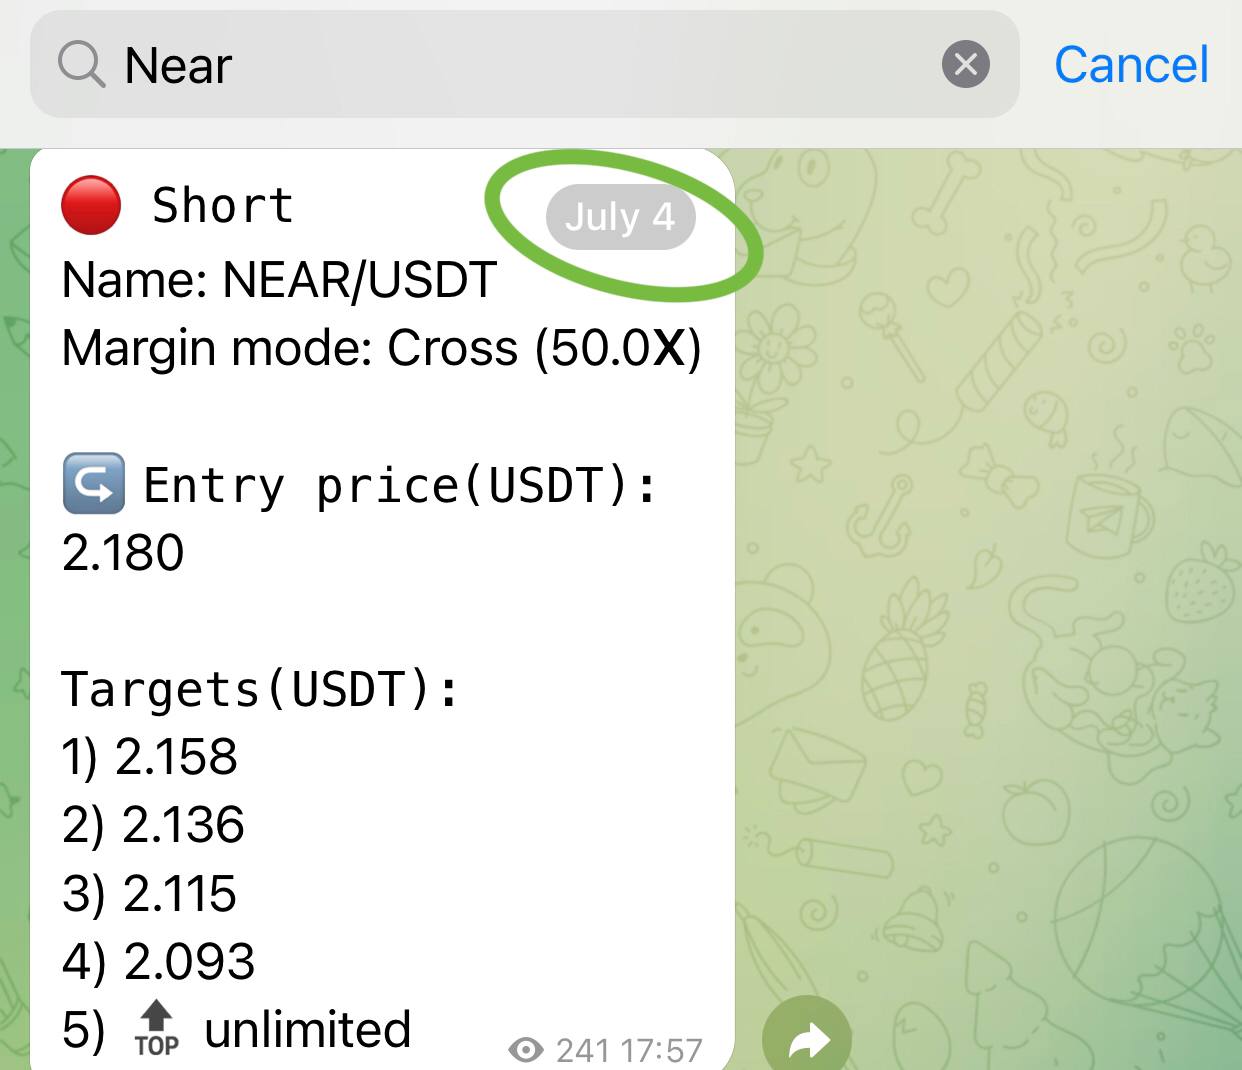 Near
Cancel
Short
July 4
Name: NEAR/USDT
Margin mode: Cross (50.0X)
Entry price(USDT):
2.180
Targets(USDT):
1) 2.158
2) 2.136
3) 2.115
4) 2.093
5) TOP unlimited
241 17:57